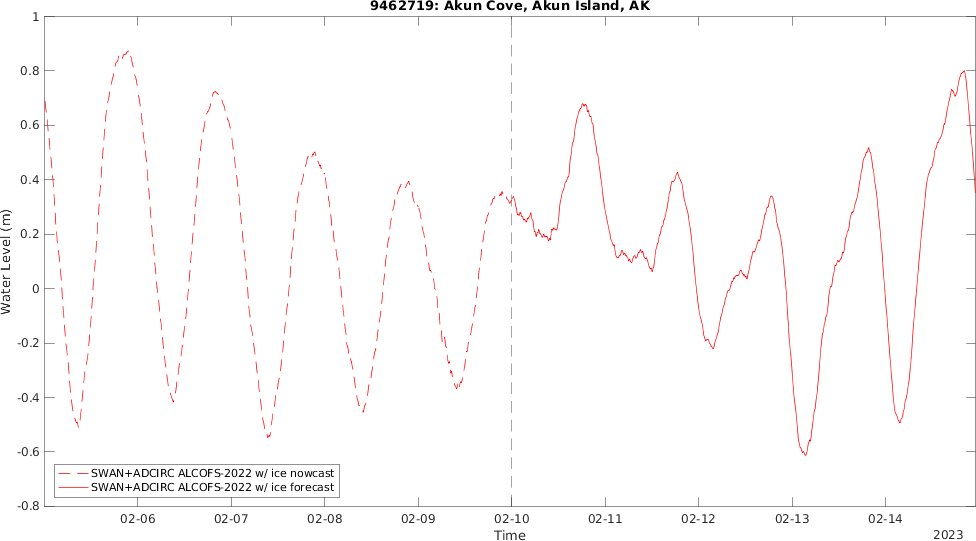 9462719: Akun Cove, Akun Island, AK
1
0.8
0.6
0.4
0.2
0
-0.2
-0.4
-0.6
-0.8
Water Level (m)
SWAN+ADCIRC ALCOFS-2022 w/ ice nowcast
SWAN+ADCIRC ALCOFS-2022 w/ ice forecast
02-06 02-07 02-08 02-09 02-10 02-11 02-12 02-13 02-14
Time
2023